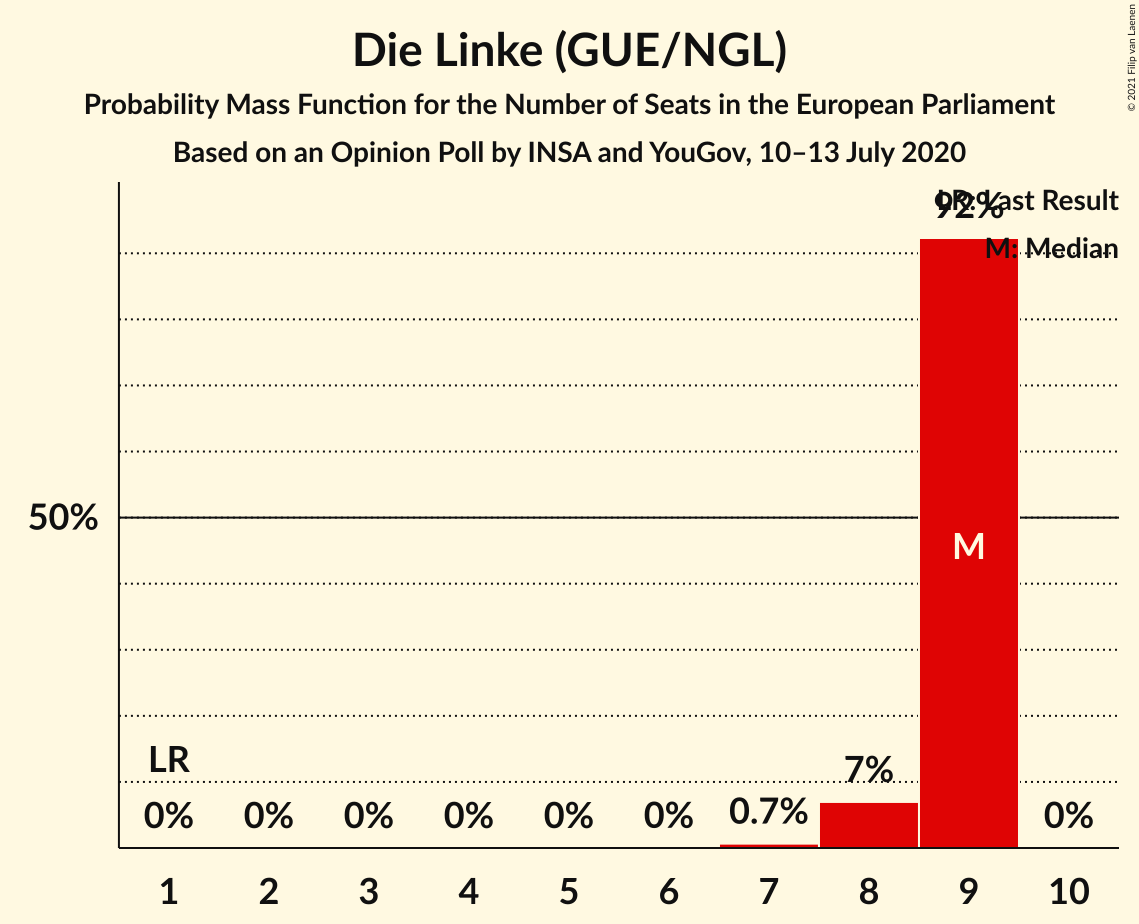 © 2021 Filip van Laenen
Die Linke (GUE/NGL)
Probability Mass Function for the Number of Seats in the European Parliament
Based on an Opinion Poll by INSA and YouGov, 10–13 July 2020
LR: Last Result
92%
M: Median
50%
M
LR
7%
0% 0% 0% 0% 0% 0% 0.7% 0%
1 2 3 4 5 6 7 8 9 10